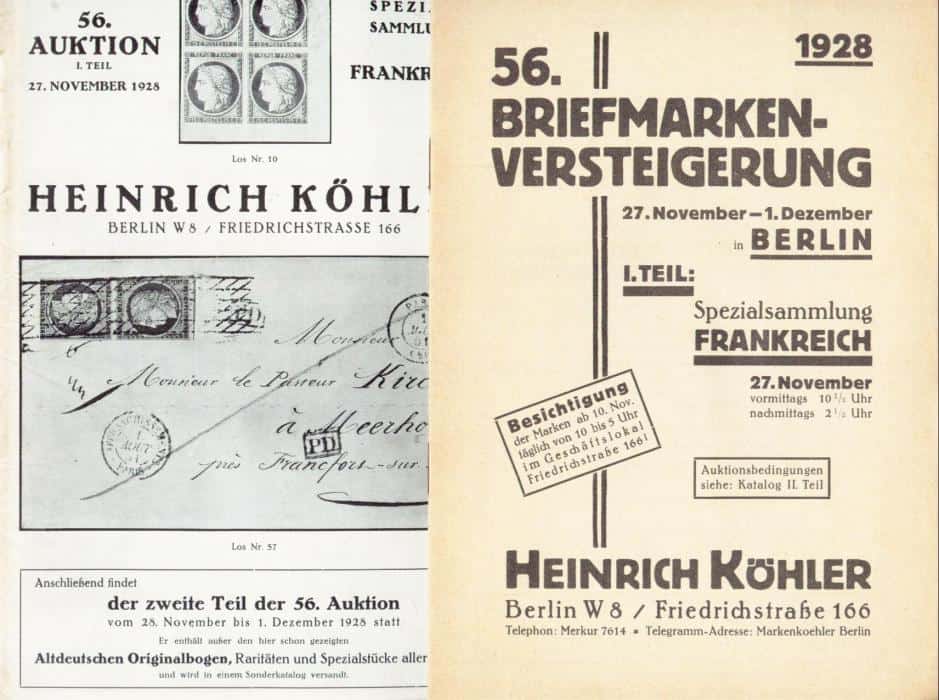 56.
AUKTION
I. TEIL
27. NOVEMBER 1928
SPEZI
SAMMLU
FRANKR
Los Nr. 10
HEINRICH KÖHL
BERLIN W 8 / FRIEDRICHSTRASSE 166
Monsieur
Monsieur le Pasteur Kirc
à Meerho
PD
près Francfort-sur-
Los Nr. 57
Anschließend findet
der zweite Teil der 56. Auktion
vom 28. November bis 1. Dezember 1928 statt
Er enthält außer den hier schon gezeigten
Altdeutschen Originalbogen, Raritäten und Spezialstücke aller
und wird in einem Sonderkatalog versandt.
1928
56.
BRIEFMARKEN-
VERSTEIGERUNG
27. November – 1. Dezember
in BERLIN
I. TEIL:
Spezialsammlung
FRANKREICH
27. November
vormittags 10 1/2 Uhr
nachmittags 2 1/2 Uhr
Besichtigung
der Marken ab 10. Nov.
täglich von 10 bis 5 Uhr
im Geschäftslokal
Friedrichstraße 166I
Auktionsbedingungen
siehe: Katalog II. Teil
HEINRICH KÖHLER
Berlin W 8 / Friedrichstraße 166
Telephon: Merkur 7614 ▪ Telegramm-Adresse: Markenkoehler Berlin